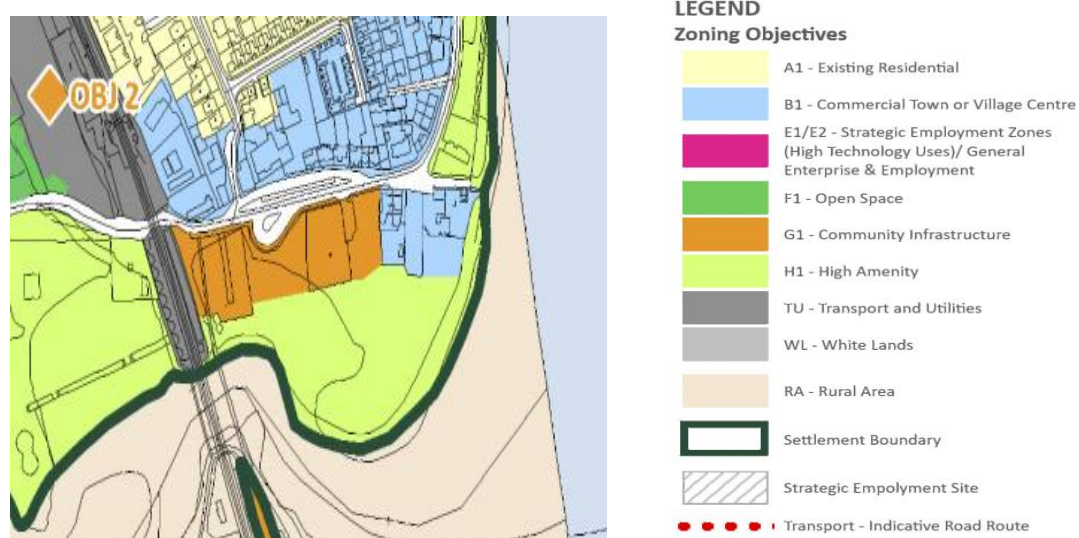 OBJ 2
LEGEND
Zoning Objectives
A1 - Existing Residential
B1 - Commercial Town or Village Centre
E1/E2 - Strategic Employment Zones
(High Technology Uses)/ General
Enterprise & Employment
F1 - Open Space
G1 - Community Infrastructure
H1 - High Amenity
TU - Transport and Utilities
WL - White Lands
RA - Rural Area
Settlement Boundary
Strategic Empolyment Site
Transport - Indicative Road Route